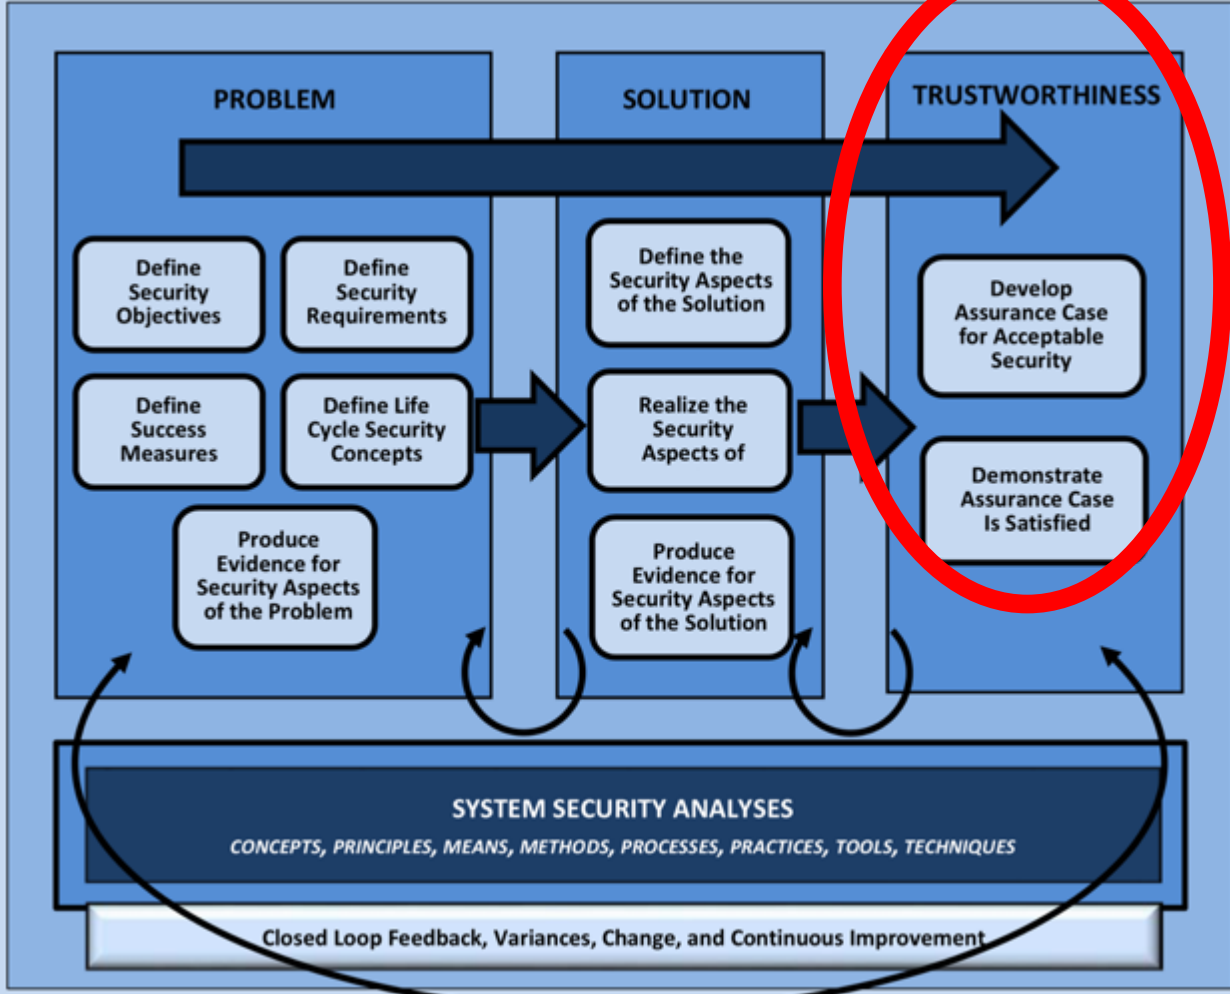 PROBLEM
Define
Security
Objectives
Define
Security
Requirements
Define
Success
Measures
Define Life
Cycle Security
Concepts
Produce
Evidence for
Security Aspects
of the Problem
SOLUTION
Define the
Security Aspects
of the Solution
Realize the
Security
Aspects of
Produce
Evidence for
Security Aspects
of the Solution
TRUSTWORTHINESS
Develop
Assurance Case
for Acceptable
Security
Demonstrate
Assurance Case
Is Satisfied
SYSTEM SECURITY ANALYSES
CONCEPTS, PRINCIPLES, MEANS, METHODS, PROCESSES, PRACTICES, TOOLS, TECHNIQUES
Closed Loop Feedback, Variances, Change, and Continuous Improvement